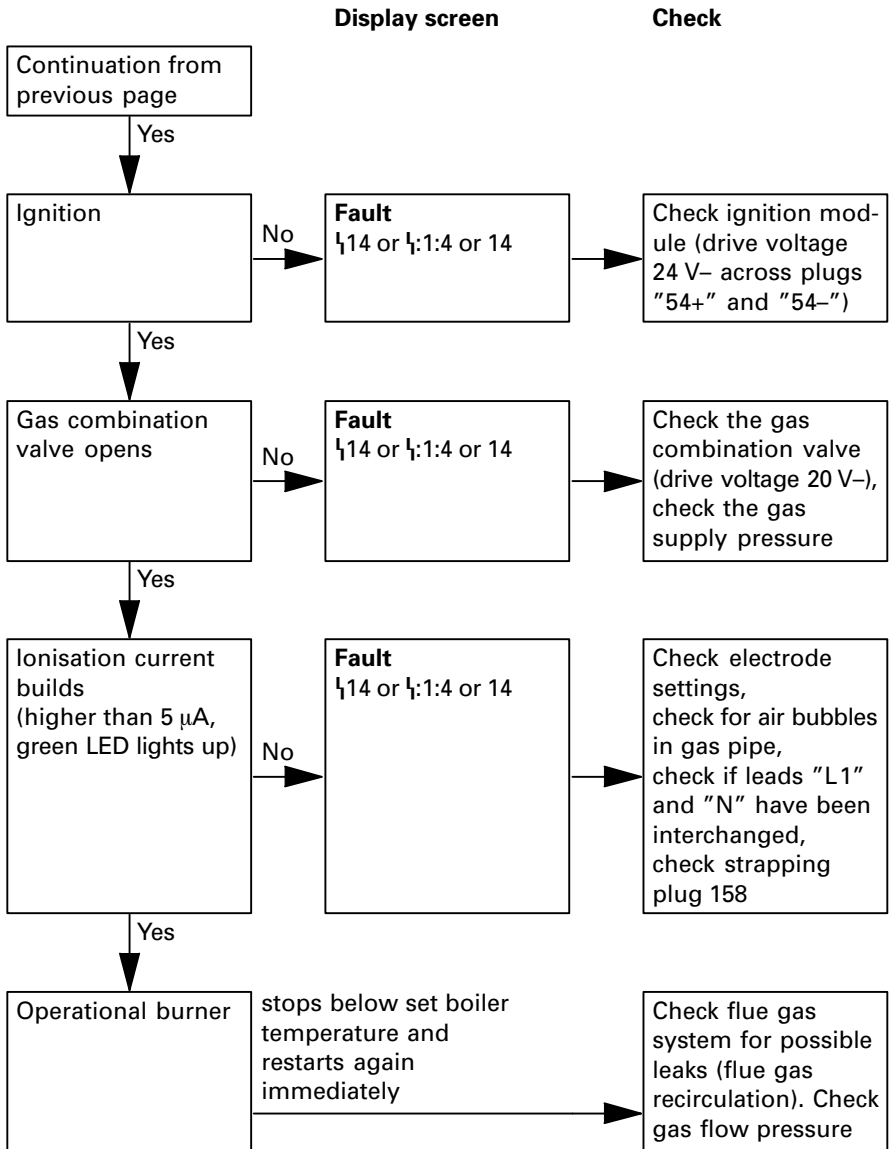 Display screen
Check
Continuation from
previous page
Yes
Ignition
No
Fault
ϟ14 or ϟ:1:4 or 14
Check ignition mod-
ule (drive voltage
24 V– across plugs
"54+" and "54–")
Yes
Gas combination
valve opens
No
Fault
ϟ14 or ϟ:1:4 or 14
Check the gas
combination valve
(drive voltage 20 V–),
check the gas
supply pressure
Yes
Ionisation current
builds
(higher than 5 μA,
green LED lights up)
No
Fault
ϟ14 or ϟ:1:4 or 14
Check electrode
settings,
check for air bubbles
in gas pipe,
check if leads "L1"
and "N" have been
interchanged,
check strapping
plug 158
Yes
Operational burner
stops below set boiler
temperature and
restarts again
immediately
Check flue gas
system for possible
leaks (flue gas
recirculation). Check
gas flow pressure